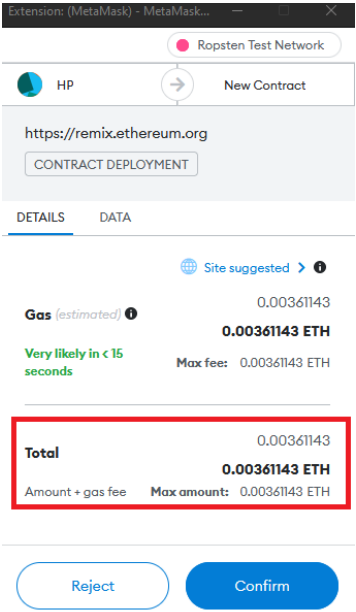 Extension: (MetaMask) - MetaMask...
Ropsten Test Network
HP New Contract
https://remix.ethereum.org
CONTRACT DEPLOYMENT
DETAILS DATA
Site suggested >
0.00361143
Gas (estimated) 0.00361143 ETH
Very likely in < 15 seconds Max fee: 0.00361143 ETH
0.00361143
Total 0.00361143 ETH
Amount + gas fee Max amount: 0.00361143 ETH
Reject Confirm